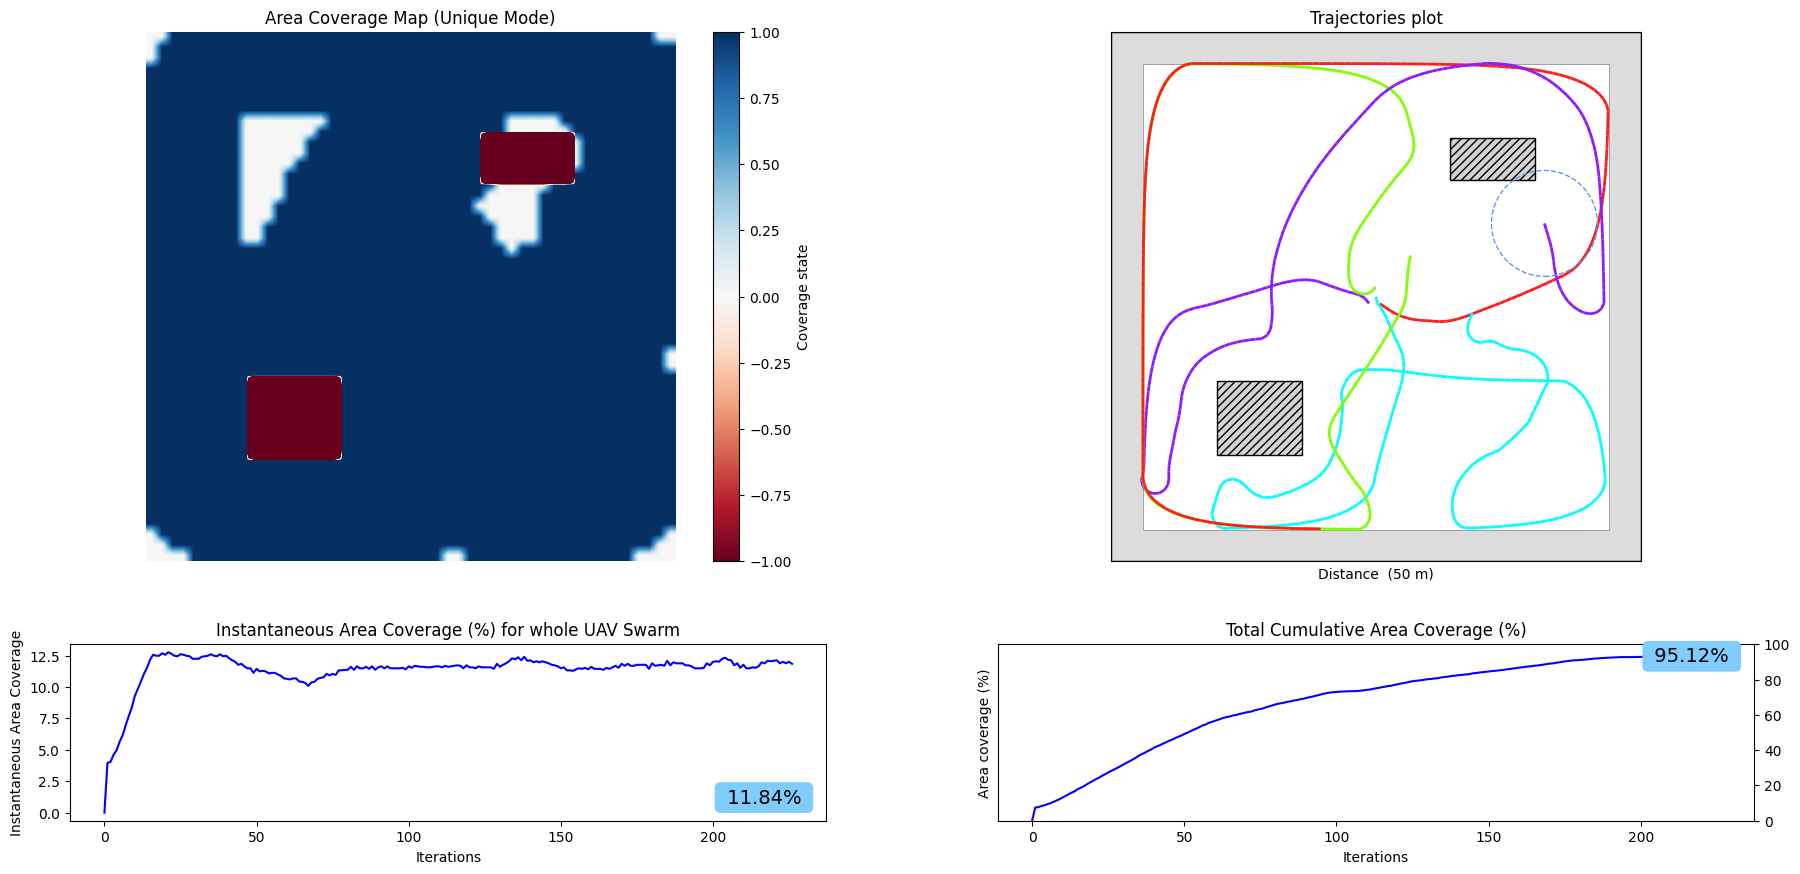 Area Coverage Map (Unique Mode)
1.00
0.75
0.50
0.25
0.00
−0.25
−0.50
−0.75
−1.00
Coverage state
Trajectories plot
Distance  (50 m)
Instantaneous Area Coverage (%) for whole UAV Swarm
Instantaneous Area Coverage
12.5
10.0
7.5
5.0
2.5
0.0
11.84%
0 50 100 150 200
Iterations
Total Cumulative Area Coverage (%)
Area coverage (%)
95.12%
100
80
60
40
20
0
0 50 100 150 200
Iterations